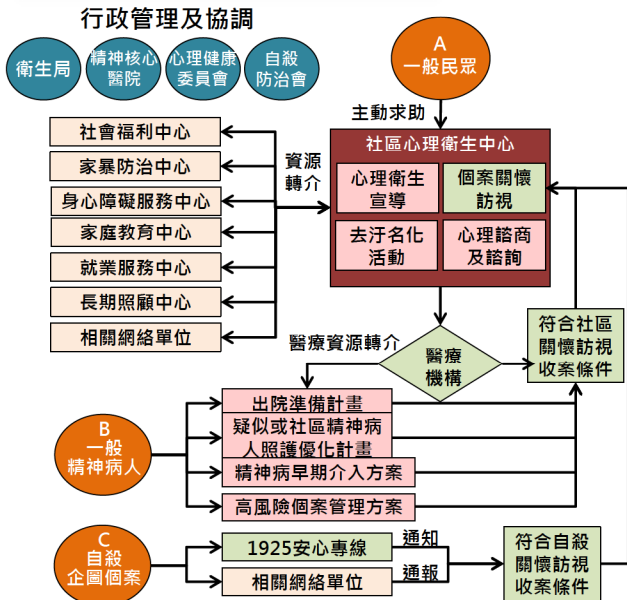 行政管理及協調
衛生局
精神核心
醫院
心理健康
委員會
自殺
防治會
A
一般民眾
主動求助
社會福利中心
家暴防治中心
身心障礙服務中心
家庭教育中心
就業服務中心
長期照顧中心
相關網絡單位
資源
轉介
社區心理衛生中心
心理衛生
宣導
個案關懷
訪視
去汙名化
活動
心理諮商
及諮詢
醫療資源轉介
醫療
機構
符合社區
關懷訪視
收案條件
B
一般
精神病人
出院準備計畫
疑似或社區精神病
人照護優化計畫
精神病早期介入方案
高風險個案管理方案
C
自殺
企圖個案
1925安心專線
相關網絡單位
通知
通報
符合自殺
關懷訪視
收案條件